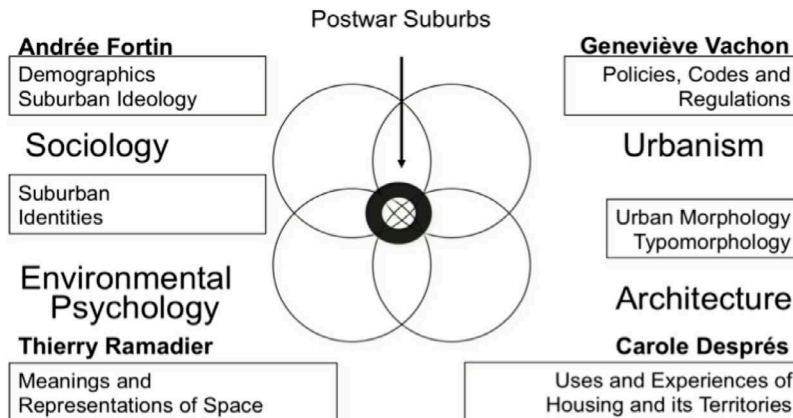 Postwar Suburbs
Andrée Fortin
Demographics
Suburban Ideology
Sociology
Suburban
Identities
Environmental
Psychology
Thierry Ramadier
Meanings and
Representations of Space
Geneviève Vachon
Policies, Codes and
Regulations
Urbanism
Urban Morphology
Typomorphology
Architecture
Carole Després
Uses and Experiences of
Housing and its Territories